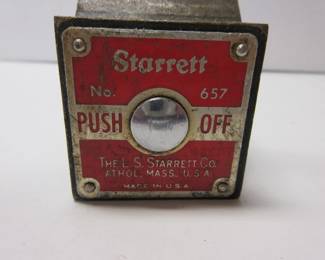 Starrett
No. 657
PUSH OFF
THE L. S. STARRETT CO.
ATHOL, MASS. U.S.A.
MADE IN U.S.A.